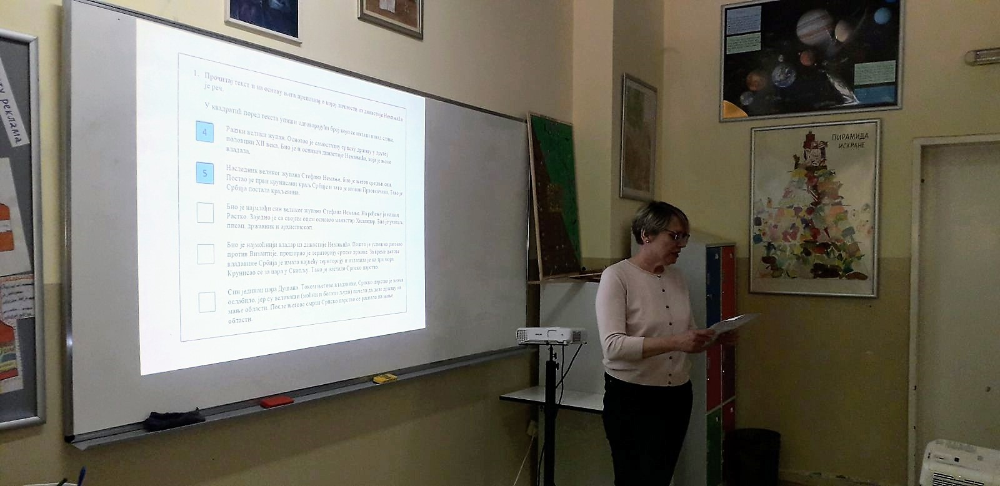 1. Прочитај текст и на основу њега препознај о којој личности из династије Немањића
је реч.
У квадратић поред текста упиши одговарајући број који се налази изнад слике.
4
Рашки велики жупан. Основао је самосталну српску државу у другој
половини XII века. Био је и оснивач династије Немањића, која је њоме
владала.
5
Наследник великог жупана Стефана Немање, био је његов средњи син.
Постао је први крунисани краљ Србије и зато је назван Првовенчани. Тако је
Србија постала краљевина.
Био је најмлађи син великог жупана Стефана Немање. На рођењу је назван
Растко. Заједно је са својим оцем основао манастир Хиландар. Био је учитељ,
писац, државник и архиепископ.
Био је најмоћнији владар из династије Немањића. Пошто је успешно ратовао
против Византије, проширио је територију српске државе. За време његове
владавине Србија је имала највећу територију и излазила је на три мора.
Крунисао се за цара у Скопљу. Тако је настало Српско царство.
Син јединац цара Душана. Током његове владавине, Српско царство је веома
ослабило, јер су великаши (моћни и богати људи) почели да деле државу на
мање области. После његове смрти Српско царство се распало на мање
области.
реклама
ПИРАМИДА
ИСХРАНЕ
EPSON